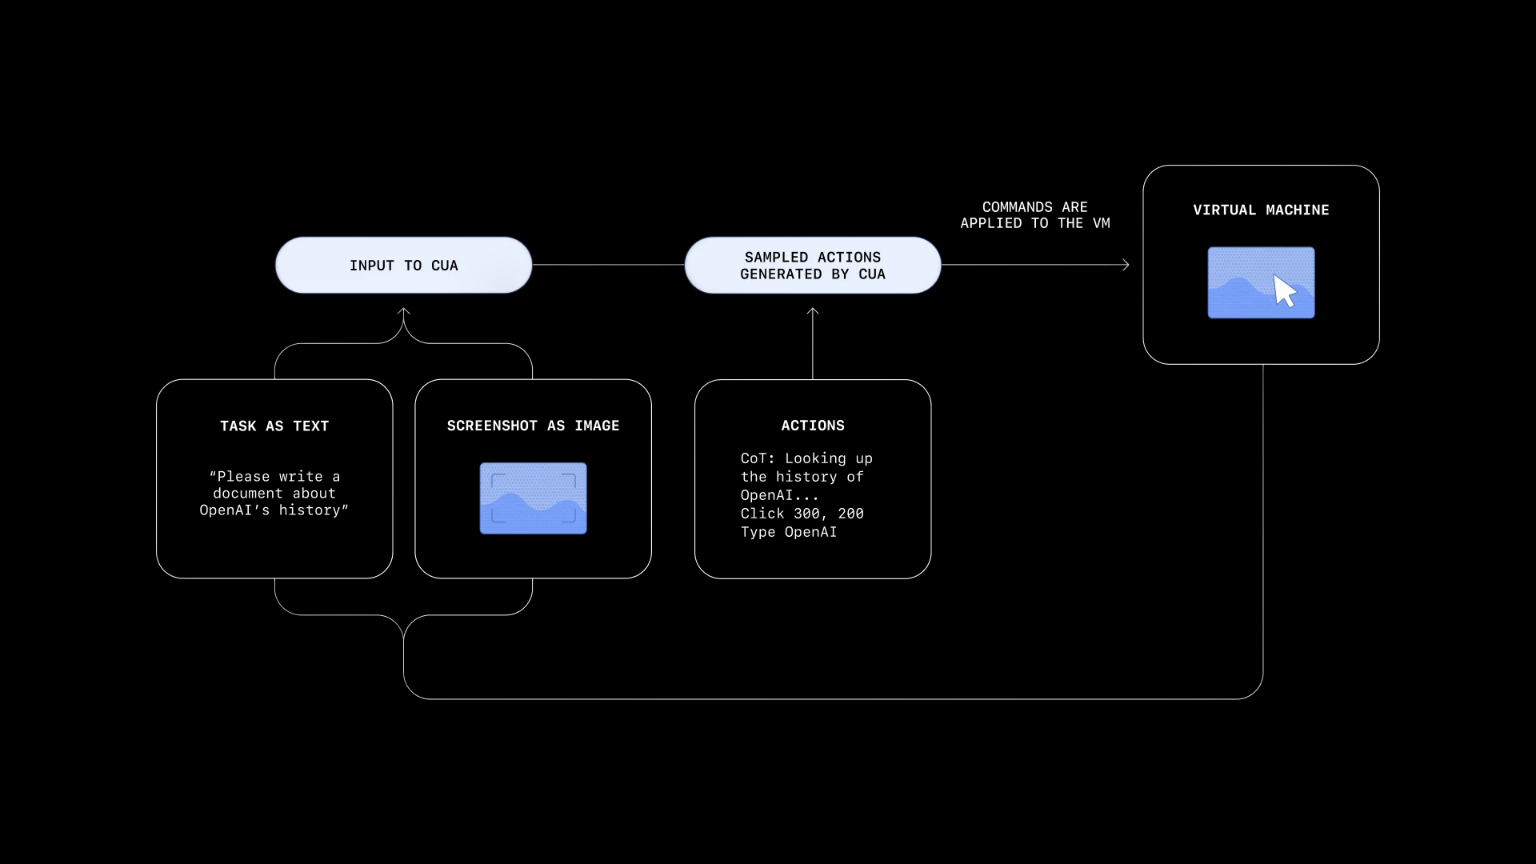 COMMANDS ARE
APPLIED TO THE VM
VIRTUAL MACHINE
INPUT TO CUA
SAMPLED ACTIONS
GENERATED BY CUA
TASK AS TEXT
“Please write a
document about
OpenAI’s history”
SCREENSHOT AS IMAGE
ACTIONS
CoT: Looking up
the history of
OpenAI...
Click 300, 200
Type OpenAI